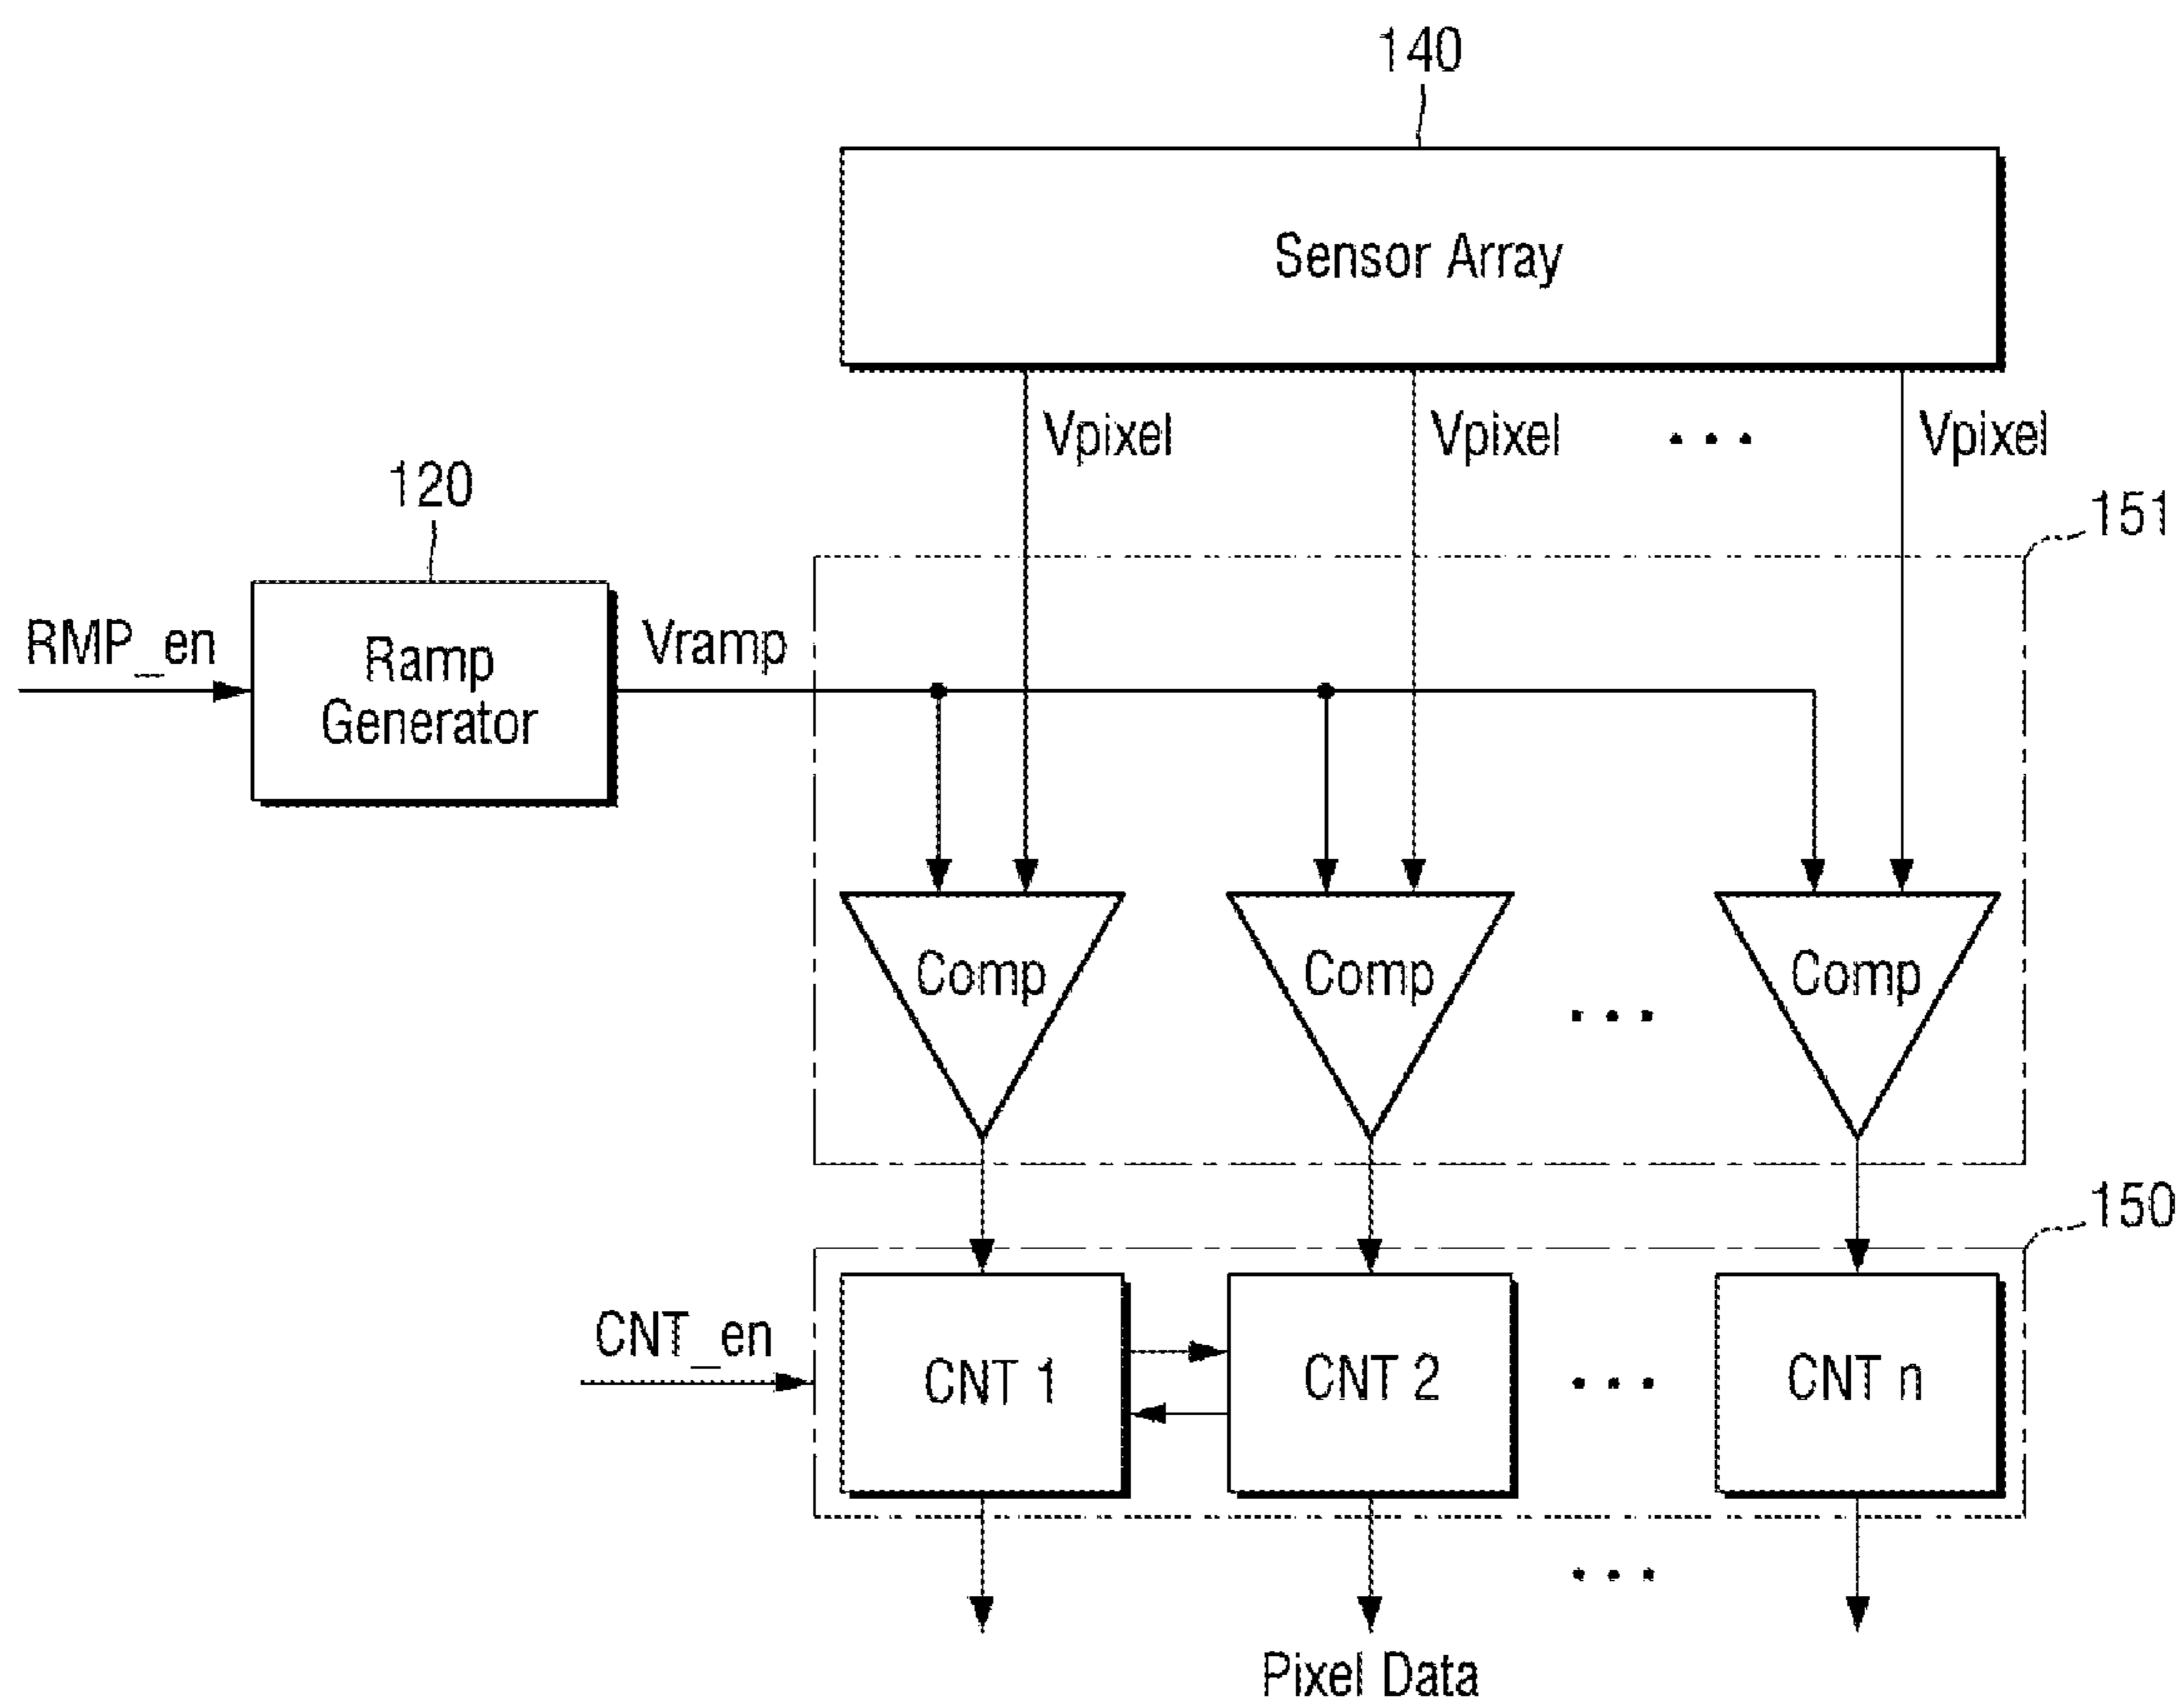 140
Sensor Array
Vpixel Vpixel ... Vpixel
120
151
RMP_en
Ramp
Generator
Vramp
Comp Comp ... Comp
150
CNT_en
CNT 1 CNT 2 ... CNT n
...
Pixel Data